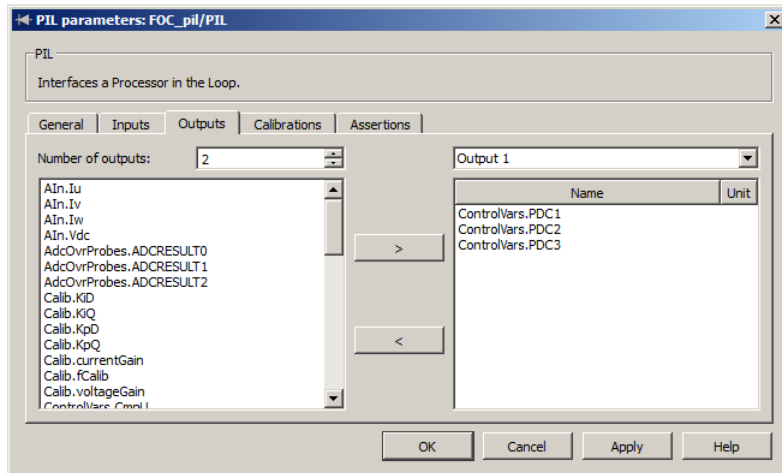 PIL parameters: FOC_pil/PIL
PIL
Interfaces a Processor in the Loop.
General Inputs Outputs Calibrations Assertions
Number of outputs: 2 Output 1
AIn.Iu
AIn.Iv
AIn.Iw
AIn.Vdc
AdcOvrProbes.ADCRESULT0
AdcOvrProbes.ADCRESULT1
AdcOvrProbes.ADCRESULT2
Calib.KiD
Calib.KiQ
Calib.KpD
Calib.KpQ
Calib.currentGain
Calib.fCalib
Calib.voltageGain
ControlVars.CmpU
>
<
Name Unit
ControlVars.PDC1
ControlVars.PDC2
ControlVars.PDC3
OK Cancel Apply Help